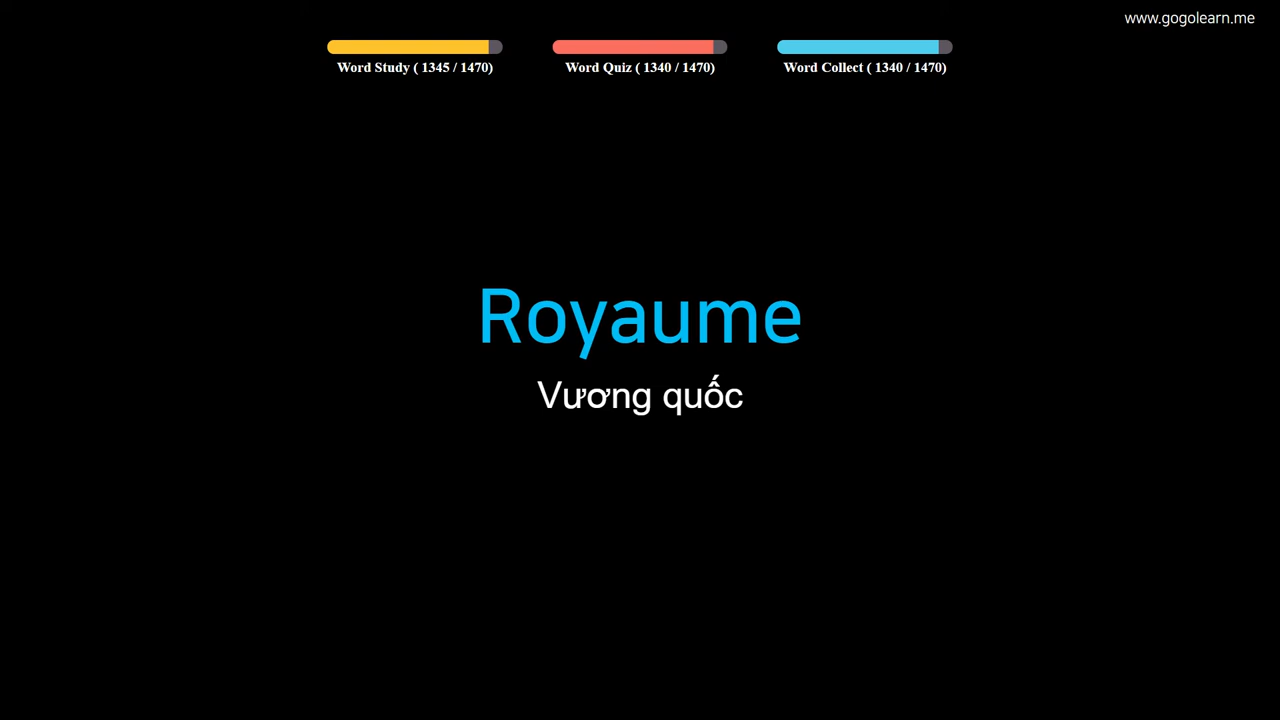 www.gogolearn.me
Word Study ( 1345 / 1470)
Word Quiz ( 1340 / 1470)
Word Collect ( 1340 / 1470)
Royaume
Vương quốc